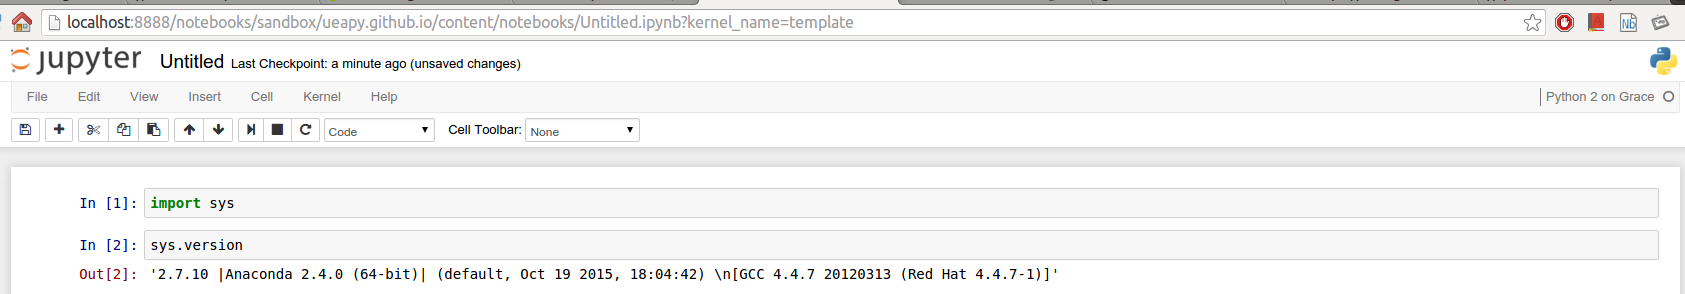 localhost:8888/notebooks/sandbox/ueapy.github.io/content/notebooks/Untitled.ipynb?kernel_name=template
Nb
jupyter Untitled Last Checkpoint: a minute ago (unsaved changes)
File Edit View Insert Cell Kernel Help Python 2 on Grace
Code Cell Toolbar: None
In [1]: import sys
In [2]: sys.version
Out[2]: '2.7.10 |Anaconda 2.4.0 (64-bit)| (default, Oct 19 2015, 18:04:42) \n[GCC 4.4.7 20120313 (Red Hat 4.4.7-1)]'